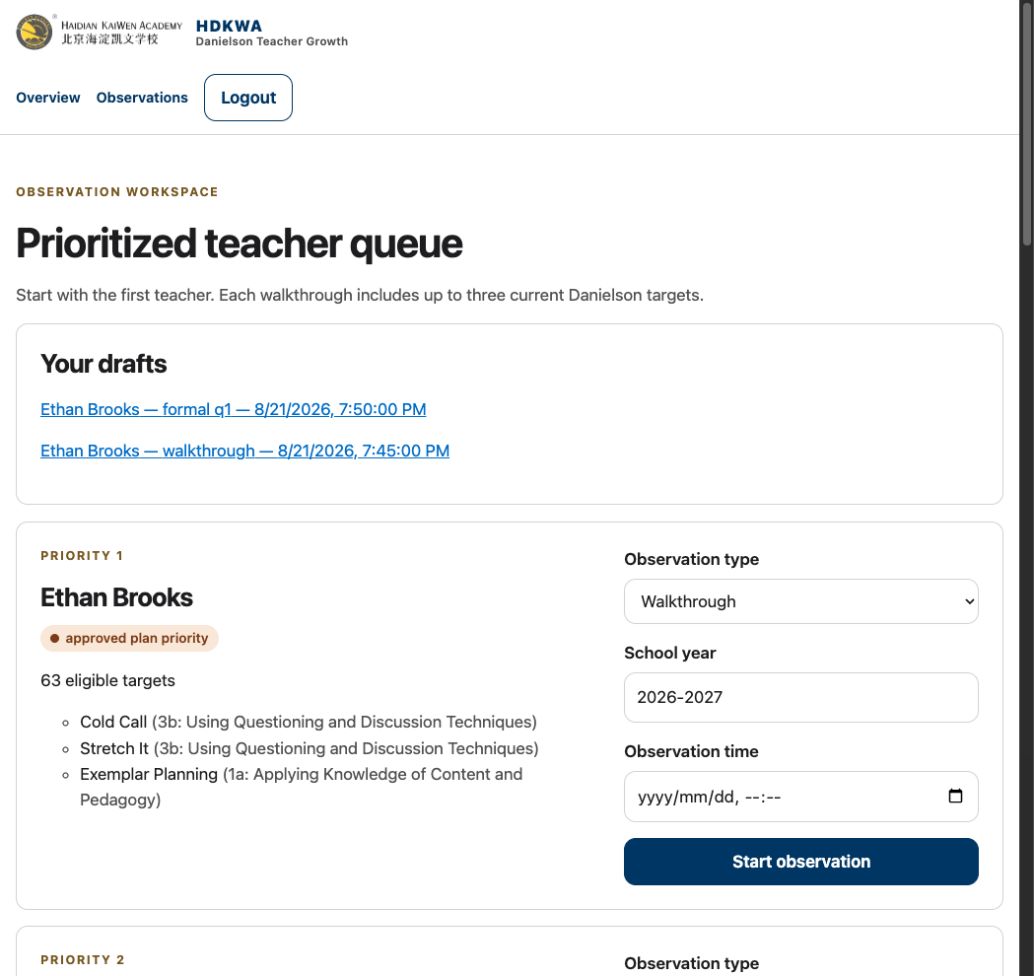 HAIDIAN KAIWEN ACADEMY
北京海淀凯文学校
HDKWA
Danielson Teacher Growth
Overview
Observations
Logout
OBSERVATION WORKSPACE
Prioritized teacher queue
Start with the first teacher. Each walkthrough includes up to three current Danielson targets.
Your drafts
Ethan Brooks — formal q1 — 8/21/2026, 7:50:00 PM
Ethan Brooks — walkthrough — 8/21/2026, 7:45:00 PM
PRIORITY 1
Ethan Brooks
approved plan priority
63 eligible targets
Cold Call (3b: Using Questioning and Discussion Techniques)
Stretch It (3b: Using Questioning and Discussion Techniques)
Exemplar Planning (1a: Applying Knowledge of Content and
Pedagogy)
Observation type
Walkthrough
School year
2026-2027
Observation time
yyyy/mm/dd, --:--
Start observation
PRIORITY 2
Observation type